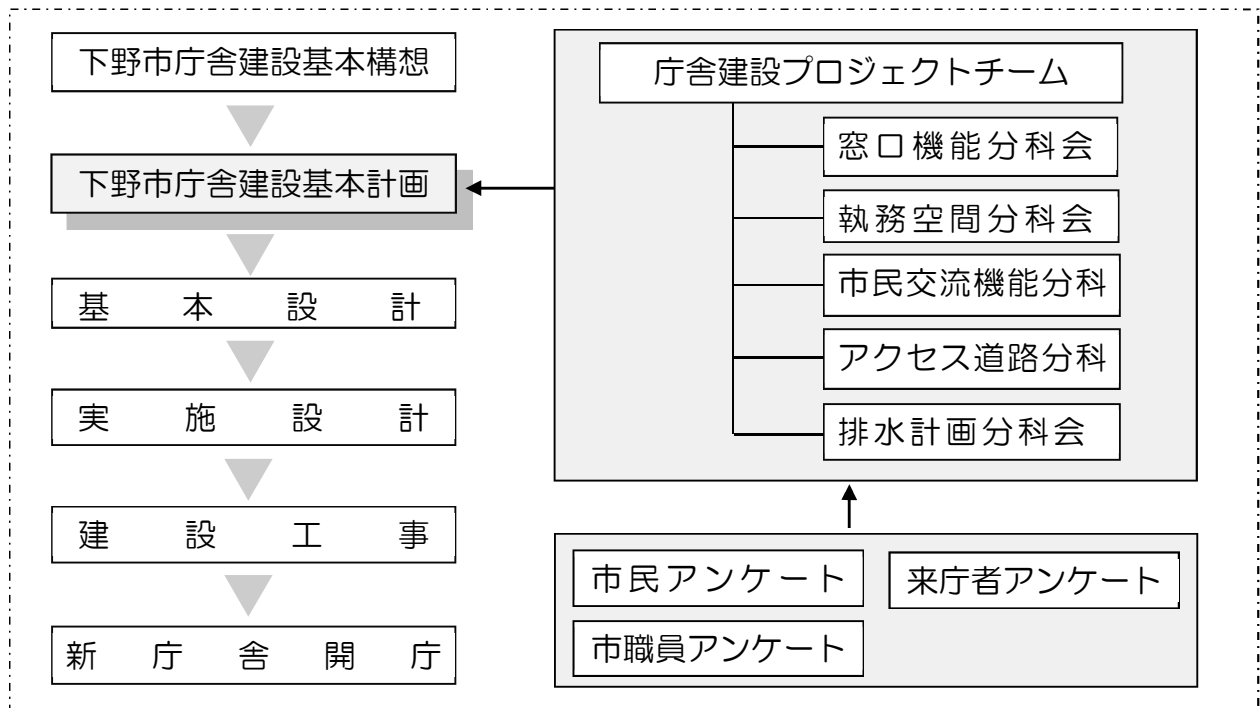 下野市庁舎建設基本構想
下野市庁舎建設基本計画
基本設計
実施設計
建設工事
新庁舎開庁
庁舎建設プロジェクトチーム
窓口機能分科会
執務空間分科会
市民交流機能分科
アクセス道路分科
排水計画分科会
市民アンケート
来庁者アンケート
市職員アンケート